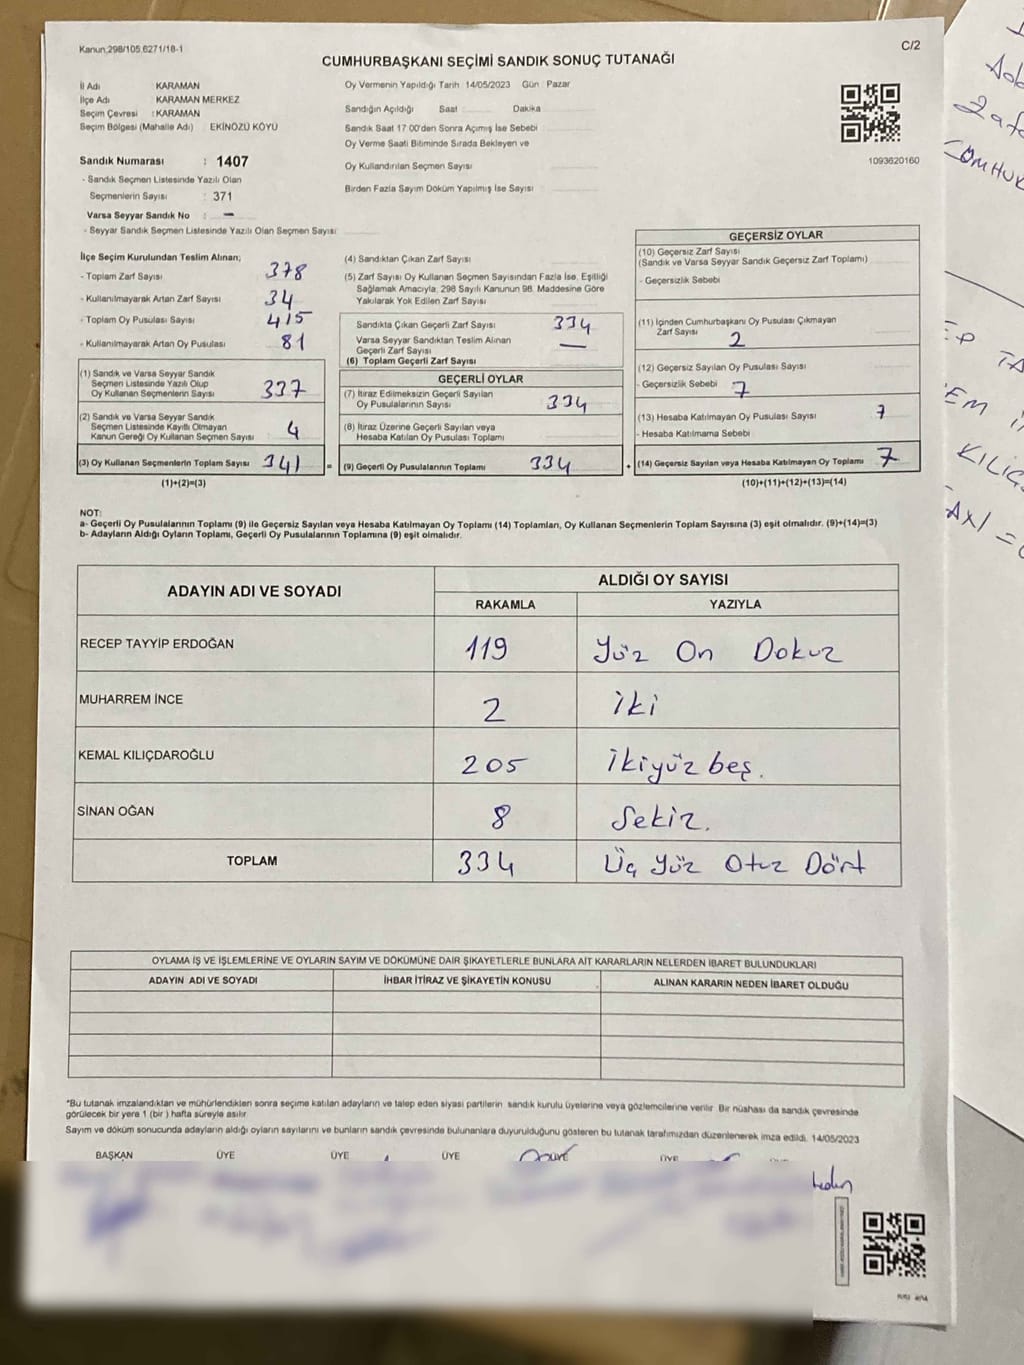 Kanun:298/105,6271/18-1
C/2
CUMHURBAŞKANI SEÇİMİ SANDIK SONUÇ TUTANAĞI
İl Adı KARAMAN
İlçe Adı : KARAMAN MERKEZ
Seçim Çevresi : KARAMAN
Seçim Bölgesi (Mahalle Adı) EKİNÖZÜ KÖYÜ
Sandık Numarası : 1407
- Sandık Seçmen Listesinde Yazılı Olan
Seçmenlerin Sayısı : 371
Varsa Seyyar Sandık No : –
- Seyyar Sandık Seçmen Listesinde Yazılı Olan Seçmen Sayısı
Oy Vermenin Yapıldığı Tarih 14/05/2023 Gün : Pazar
Sandığın Açıldığı Saat Dakika
Sandık Saat 17 00'den Sonra Açımış İse Sebebi
Oy Verme Saati Bitiminde Sırada Bekleyen ve
Oy Kullandırılan Seçmen Sayısı
Birden Fazla Sayım Döküm Yapılmış İse Sayısı
1093620160
İlçe Seçim Kurulundan Teslim Alınan;
- Toplam Zarf Sayısı 378
- Kullanılmayarak Artan Zarf Sayısı 34
- Toplam Oy Pusulası Sayısı 415
- Kullanılmayarak Artan Oy Pusulası 81
(1) Sandık ve Varsa Seyyar Sandık
Seçmen Listesinde Yazılı Olup
Oy Kullanan Seçmenlerin Sayısı 337
(2) Sandık ve Varsa Seyyar Sandık
Seçmen Listesinde Kayıtlı Olmayan
Kanun Gereği Oy Kullanan Seçmen Sayısı 4
(3) Oy Kullanan Seçmenlerin Toplam Sayısı 341
(1)+(2)=(3)
(4) Sandıktan Çıkan Zarf Sayısı
(5) Zarf Sayısı Oy Kullanan Seçmen Sayısından Fazla İse, Eşitliği
Sağlamak Amacıyla, 298 Sayılı Kanunun 98. Maddesine Göre
Yakılarak Yok Edilen Zarf Sayısı
Sandıkta Çıkan Geçerli Zarf Sayısı 334
Varsa Seyyar Sandıktan Teslim Alınan
Geçerli Zarf Sayısı —
(6) Toplam Geçerli Zarf Sayısı
GEÇERLİ OYLAR
(7) İtiraz Edilmeksizin Geçerli Sayılan
Oy Pusulalarının Sayısı 334
(8) İtiraz Üzerine Geçerli Sayılan veya
Hesaba Katılan Oy Pusulası Toplamı
= (9) Geçerli Oy Pusulalarının Toplamı 334
GEÇERSİZ OYLAR
(10) Geçersiz Zarf Sayısı
(Sandık ve Varsa Seyyar Sandık Geçersiz Zarf Toplamı)
- Geçersizlik Sebebi
(11) İçinden Cumhurbaşkanı Oy Pusulası Çıkmayan
Zarf Sayısı 2
(12) Geçersiz Sayılan Oy Pusulası Sayısı
- Geçersizlik Sebebi 7
(13) Hesaba Katılmayan Oy Pusulası Sayısı 7
- Hesaba Katılmama Sebebi
+ (14) Geçersiz Sayılan veya Hesaba Katılmayan Oy Toplamı 7
(10)+(11)+(12)+(13)=(14)
NOT:
a- Geçerli Oy Pusulalarının Toplamı (9) ile Geçersiz Sayılan veya Hesaba Katılmayan Oy Toplamı (14) Toplamları, Oy Kullanan Seçmenlerin Toplam Sayısına (3) eşit olmalıdır. (9)+(14)=(3)
b- Adayların Aldığı Oyların Toplamı, Geçerli Oy Pusulalarının Toplamına (9) eşit olmalıdır.
ADAYIN ADI VE SOYADI
ALDIĞI OY SAYISI
RAKAMLA YAZIYLA
RECEP TAYYİP ERDOĞAN 119 Yüz On Dokuz
MUHARREM İNCE 2 iki
KEMAL KILIÇDAROĞLU 205 ikiyüz beş.
SİNAN OĞAN 8 Sekiz.
TOPLAM 334 Üç Yüz Otuz Dört
OYLAMA İŞ VE İŞLEMLERİNE VE OYLARIN SAYIM VE DÖKÜMÜNE DAİR ŞİKAYETLERLE BUNLARA AİT KARARLARIN NELERDEN İBARET BULUNDUKLARI
ADAYIN ADI VE SOYADI İHBAR İTİRAZ VE ŞİKAYETİN KONUSU ALINAN KARARIN NEDEN İBARET OLDUĞU
*Bu tutanak imzalandıktan ve mühürlendikten sonra seçime katılan adayların ve talep eden siyasi partilerin sandık kurulu üyelerine veya gözlemcilerine verilir. Bir nüshası da sandık çevresinde
görülecek bir yere 1 (bir) hafta süreyle asılır
Sayım ve döküm sonucunda adayların aldığı oyların sayılarını ve bunların sandık çevresinde bulunanlara duyurulduğunu gösteren bu tutanak tarafımızdan düzenlenerek imza edildi. 14/05/2023
BAŞKAN ÜYE ÜYE ÜYE ÜYE
KILIÇ